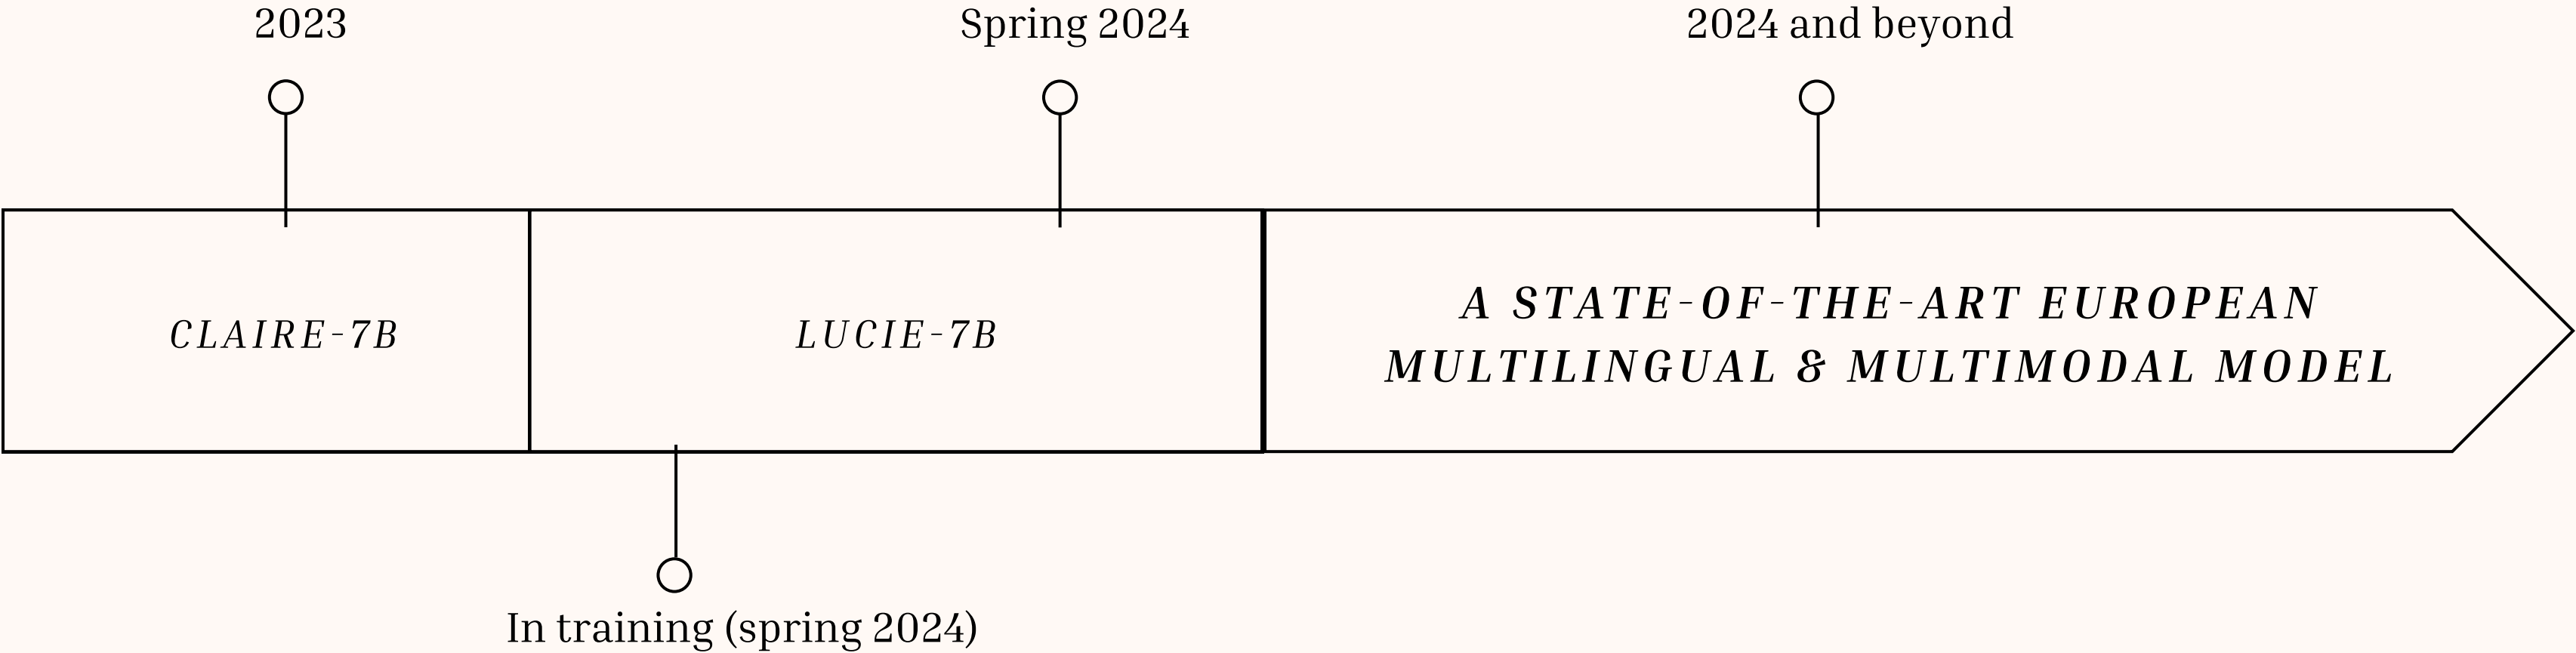 2023
Spring 2024
2024 and beyond
CLAIRE-7B
LUCIE-7B
A STATE-OF-THE-ART EUROPEAN
MULTILINGUAL & MULTIMODAL MODEL
In training (spring 2024)